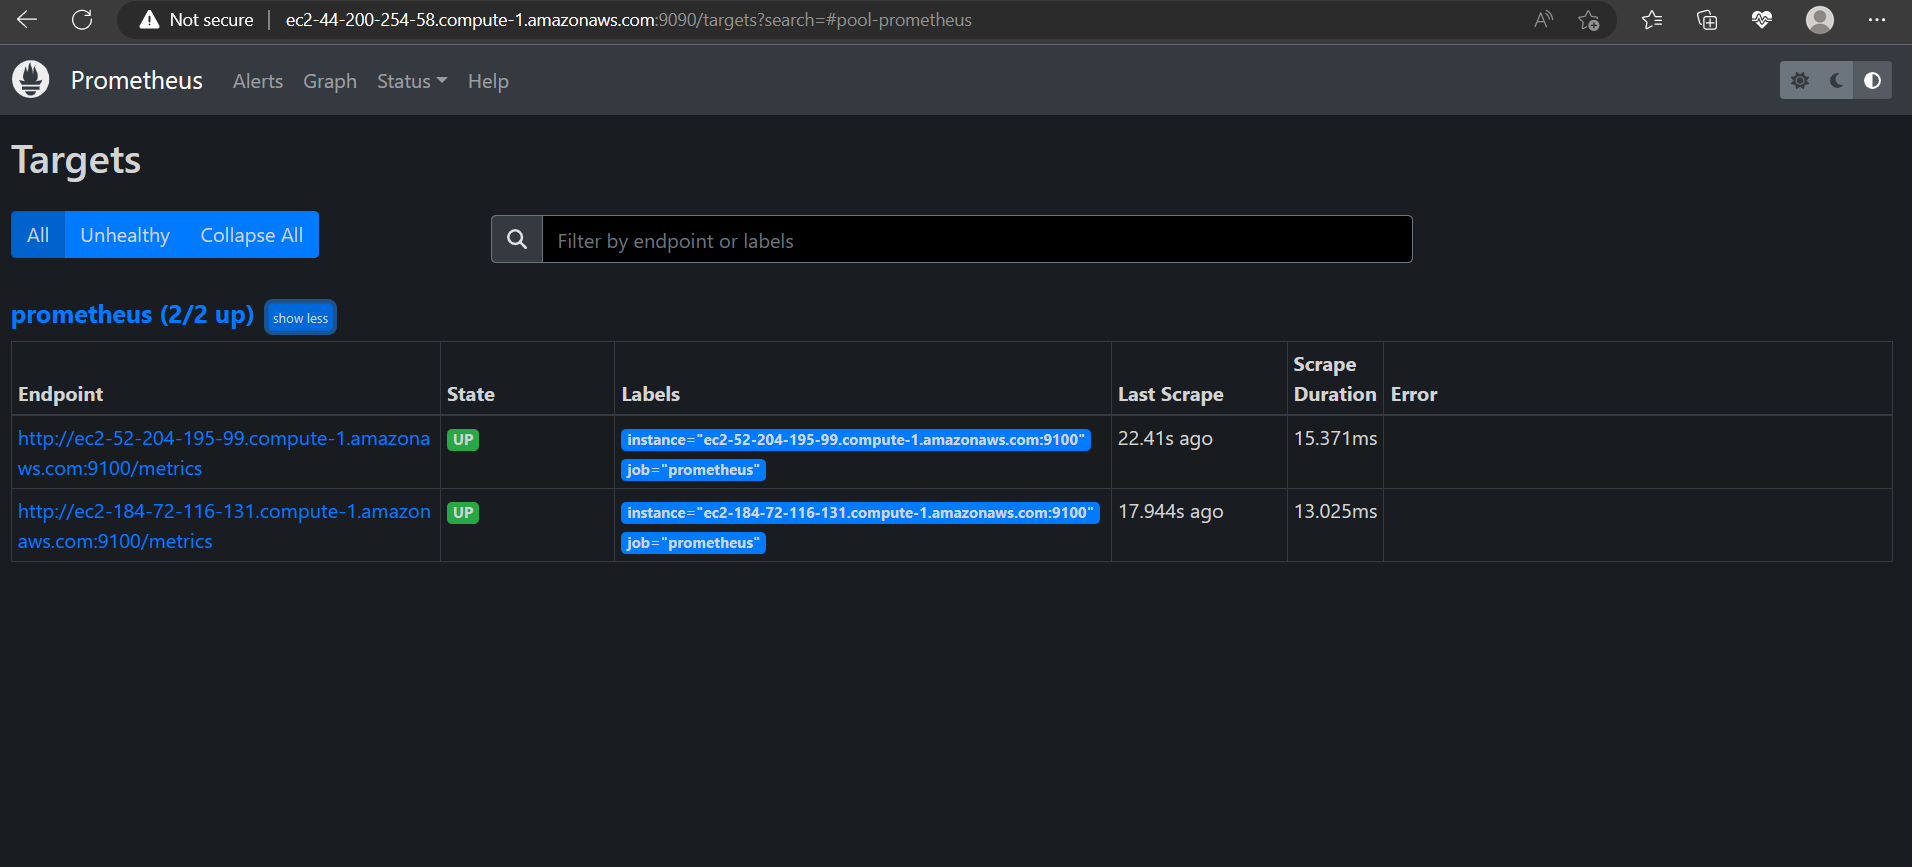 Not secure | ec2-44-200-254-58.compute-1.amazonaws.com:9090/targets?search=#pool-prometheus
Prometheus Alerts Graph Status Help
Targets
All Unhealthy Collapse All
Filter by endpoint or labels
prometheus (2/2 up) show less
Endpoint State Labels Last Scrape Scrape Duration Error
http://ec2-52-204-195-99.compute-1.amazona
ws.com:9100/metrics
UP
instance="ec2-52-204-195-99.compute-1.amazonaws.com:9100"
job="prometheus"
22.41s ago
15.371ms
http://ec2-184-72-116-131.compute-1.amazon
aws.com:9100/metrics
UP
instance="ec2-184-72-116-131.compute-1.amazonaws.com:9100"
job="prometheus"
17.944s ago
13.025ms